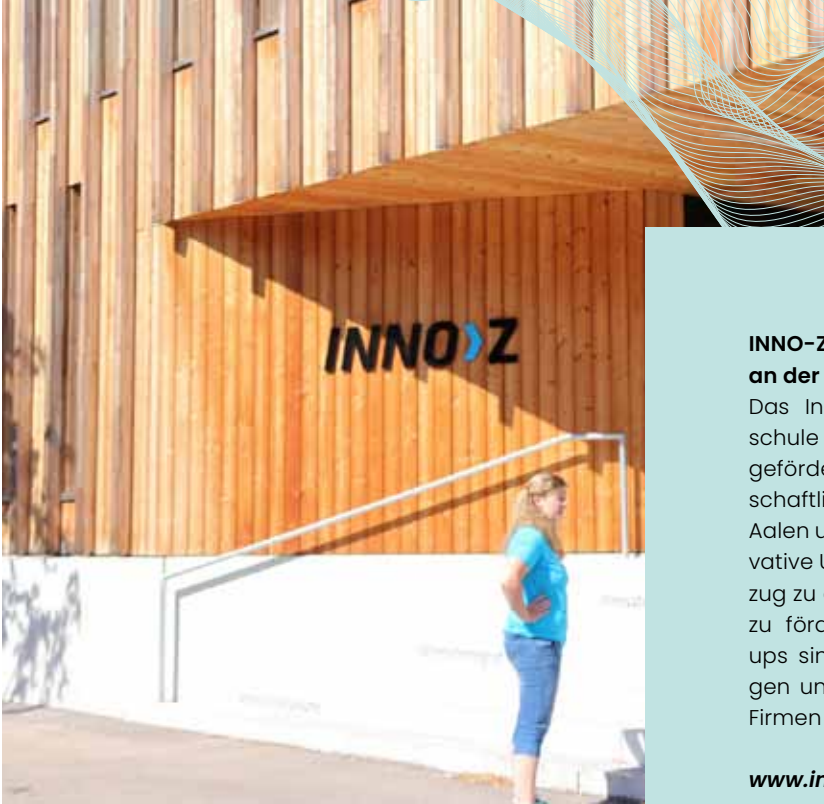 INNO>Z
INNO-Z
an der
Das In
schule
geförde
schaftli
Aalen u
vative U
zug zu
zu förd
ups sin
gen un
Firmen
www.in